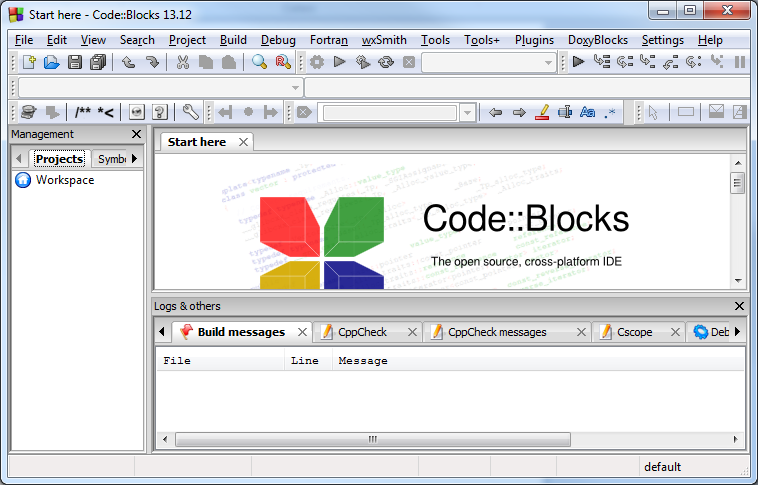 Start here - Code::Blocks 13.12
File Edit View Search Project Build Debug Fortran wxSmith Tools Tools+ Plugins DoxyBlocks Settings Help
/** *<
Aa .*
Management
Projects Symbo
Workspace
Start here
Code::Blocks
The open source, cross-platform IDE
Logs & others
Build messages CppCheck CppCheck messages Cscope Deb
File Line Message
default